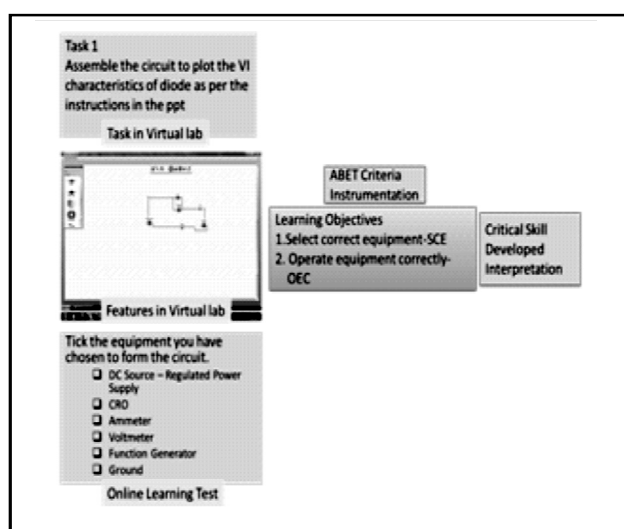 Task 1
Assemble the circuit to plot the VI
characteristics of diode as per the
instructions in the ppt
Task in Virtual lab
Features in Virtual lab
Tick the equipment you have
chosen to form the circuit.
DC Source – Regulated Power
Supply
CRO
Ammeter
Voltmeter
Function Generator
Ground
Online Learning Test
ABET Criteria
Instrumentation
Learning Objectives
1.Select correct equipment-SCE
2. Operate equipment correctly-
OEC
Critical Skill
Developed
Interpretation